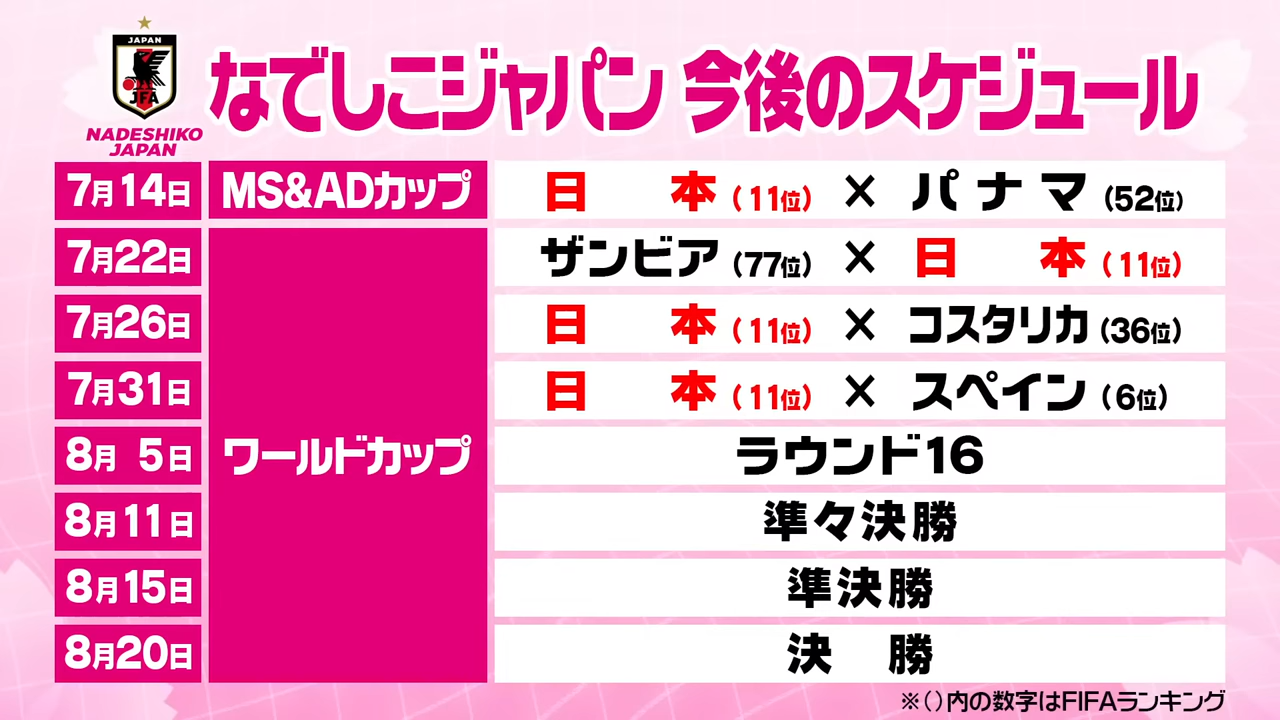 JAPAN
JFA
NADESHIKO
JAPAN
なでしこジャパン 今後のスケジュール
7月14日 MS&ADカップ 日 本(11位) × パナマ(52位)
7月22日 ザンビア(77位) × 日 本(11位)
7月26日 日 本(11位) × コスタリカ(36位)
7月31日 日 本(11位) × スペイン(6位)
8月 5日 ワールドカップ ラウンド16
8月11日 準々決勝
8月15日 準決勝
8月20日 決 勝
※()内の数字はFIFAランキング